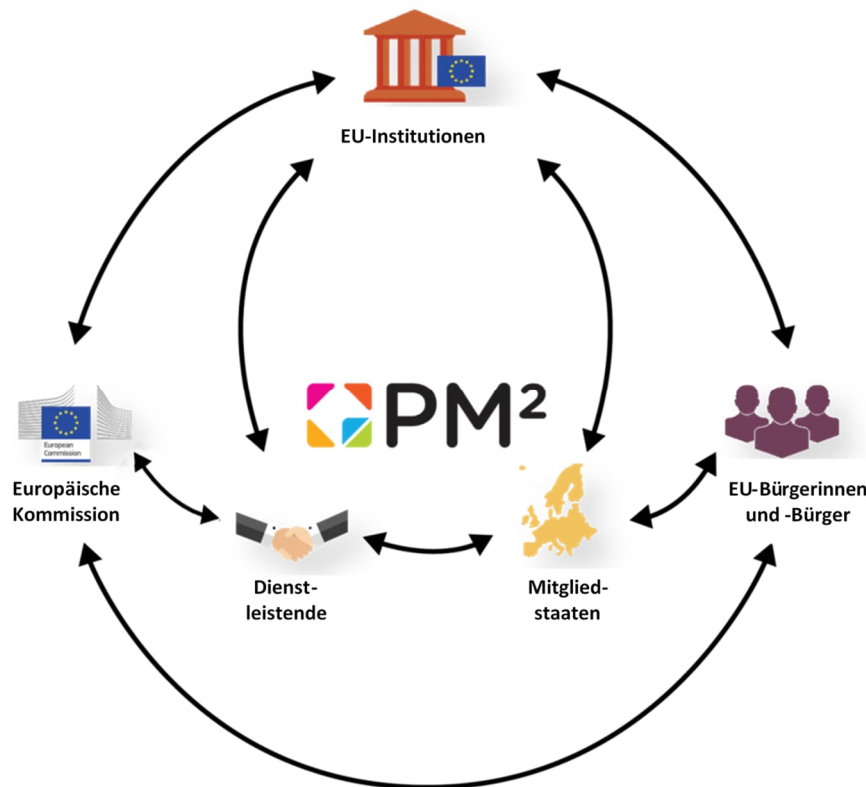 EU-Institutionen
PM²
European
Commission
Europäische
Kommission
EU-Bürgerinnen
und -Bürger
Dienst-
leistende
Mitglied-
staaten